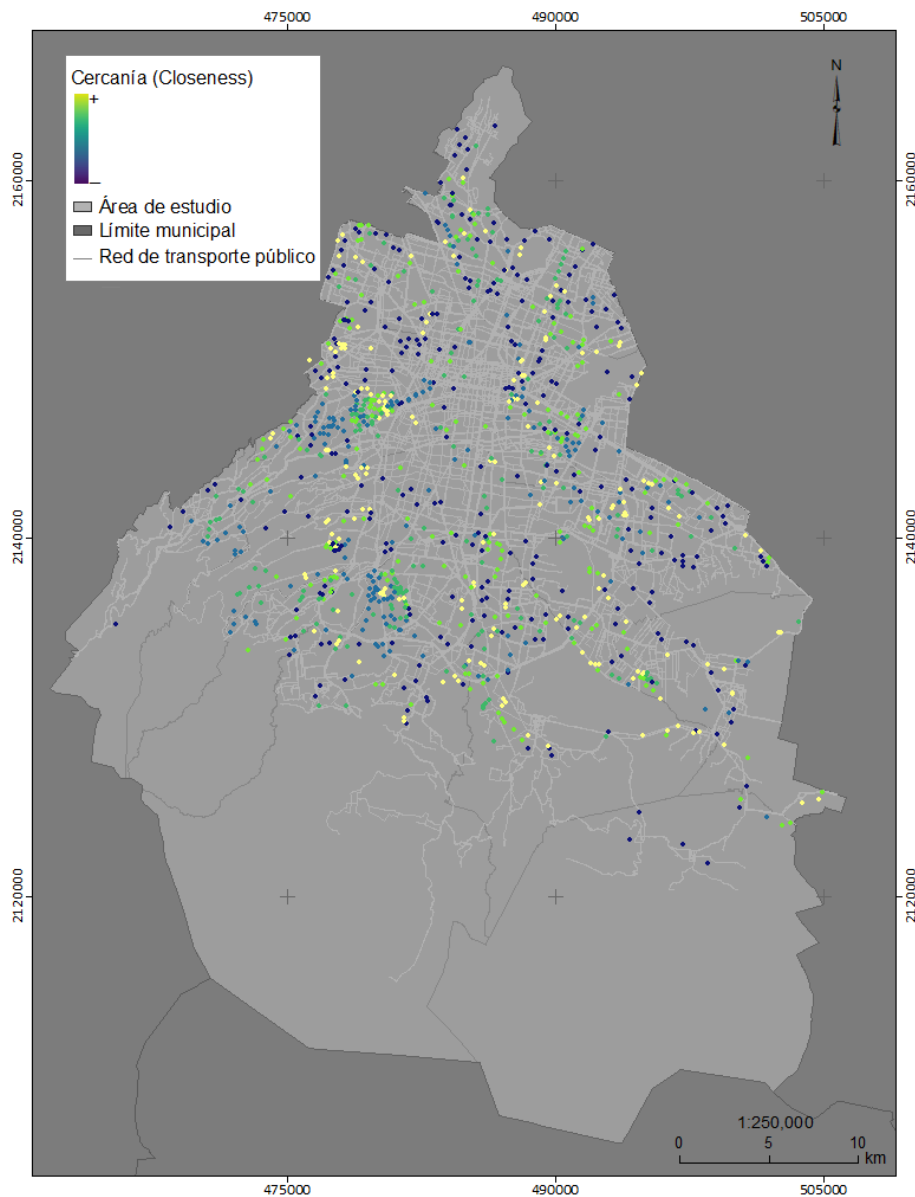 475000 490000 505000
Cercanía (Closeness)
+
–
Área de estudio
Límite municipal
Red de transporte público
N
2160000 2160000
2140000 2140000
2120000 2120000
1:250,000
0 5 10
km
475000 490000 505000